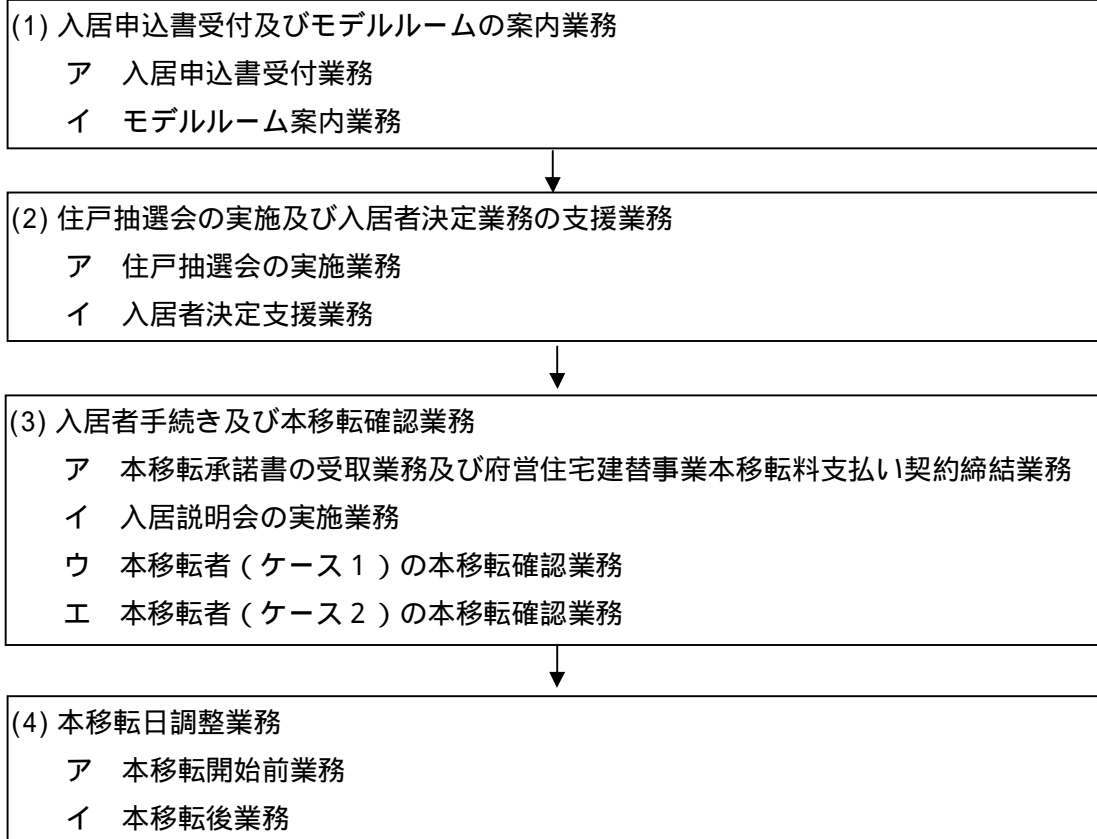 (1) 入居申込書受付及びモデルルームの案内業務
ア　入居申込書受付業務
イ　モデルルーム案内業務
(2) 住戸抽選会の実施及び入居者決定業務の支援業務
ア　住戸抽選会の実施業務
イ　入居者決定支援業務
(3) 入居者手続き及び本移転確認業務
ア　本移転承諾書の受取業務及び府営住宅建替事業本移転料支払い契約締結業務
イ　入居説明会の実施業務
ウ　本移転者（ケース１）の本移転確認業務
エ　本移転者（ケース２）の本移転確認業務
(4) 本移転日調整業務
ア　本移転開始前業務
イ　本移転後業務